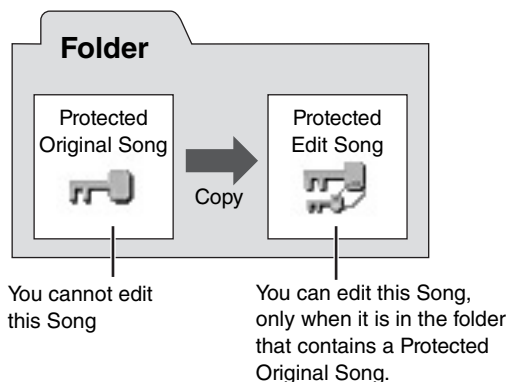 Folder
Protected
Original Song
Copy
Protected
Edit Song
You cannot edit
this Song
You can edit this Song,
only when it is in the folder
that contains a Protected
Original Song.